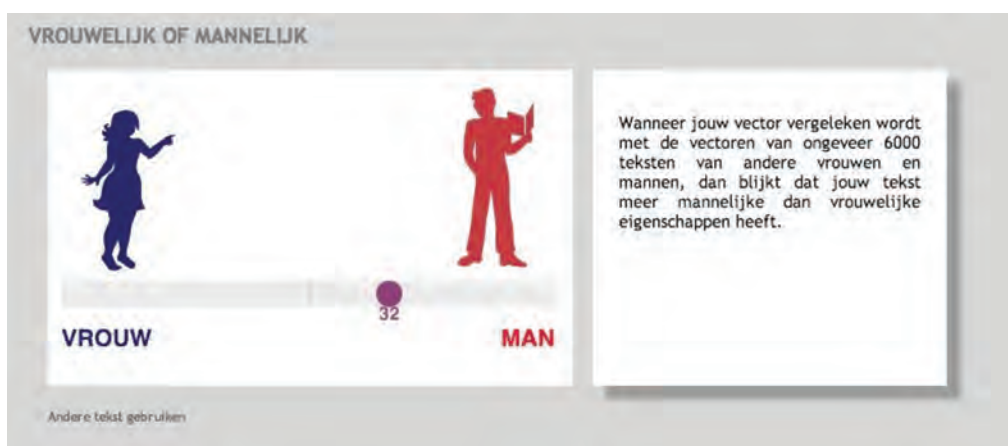 VROUWELIJK OF MANNELIJK
32
VROUW
MAN
Wanneer jouw vector vergeleken wordt
met de vectoren van ongeveer 6000
teksten van andere vrouwen en
mannen, dan blijkt dat jouw tekst
meer mannelijke dan vrouwelijke
eigenschappen heeft.
Andere tekst gebruiken